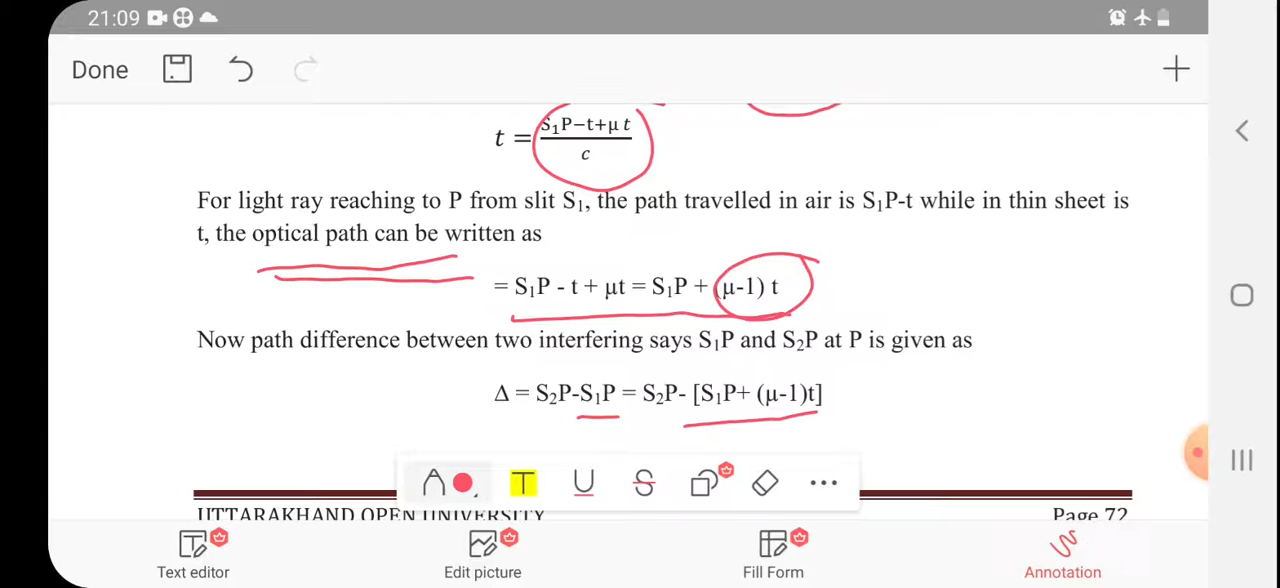 21:09
Done
t = S₁P−t+μ t / c
For light ray reaching to P from slit S₁, the path travelled in air is S₁P-t while in thin sheet is
t, the optical path can be written as
= S₁P - t + μt = S₁P + (μ-1) t
Now path difference between two interfering says S₁P and S₂P at P is given as
Δ = S₂P-S₁P = S₂P- [S₁P+ (μ-1)t]
UTTARAKHAND OPEN UNIVERSITY Page 72
Text editor Edit picture Fill Form Annotation